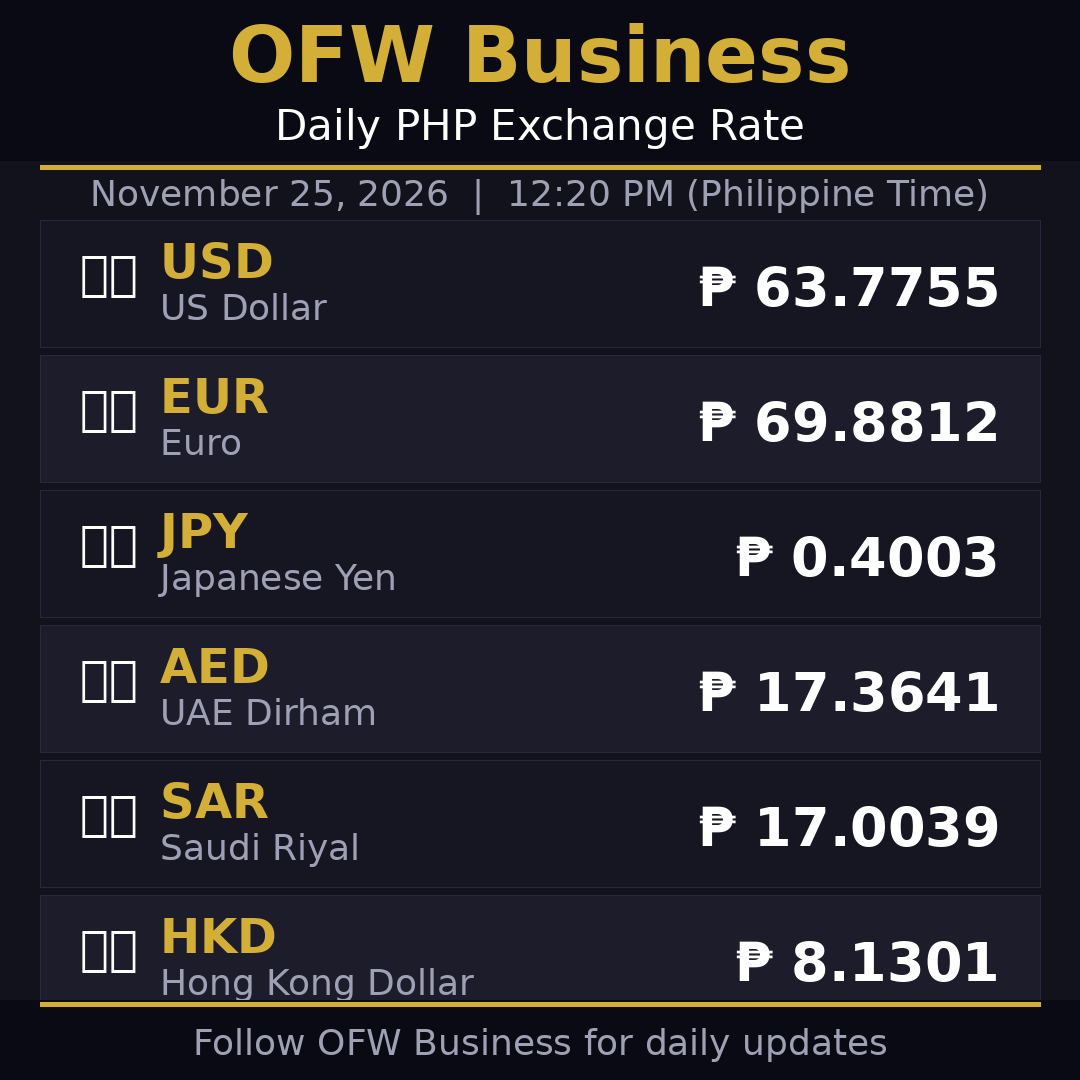 OFW Business
Daily PHP Exchange Rate
November 25, 2026 | 12:20 PM (Philippine Time)
USD
US Dollar
₱ 63.7755
EUR
Euro
₱ 69.8812
JPY
Japanese Yen
₱ 0.4003
AED
UAE Dirham
₱ 17.3641
SAR
Saudi Riyal
₱ 17.0039
HKD
Hong Kong Dollar
₱ 8.1301
Follow OFW Business for daily updates